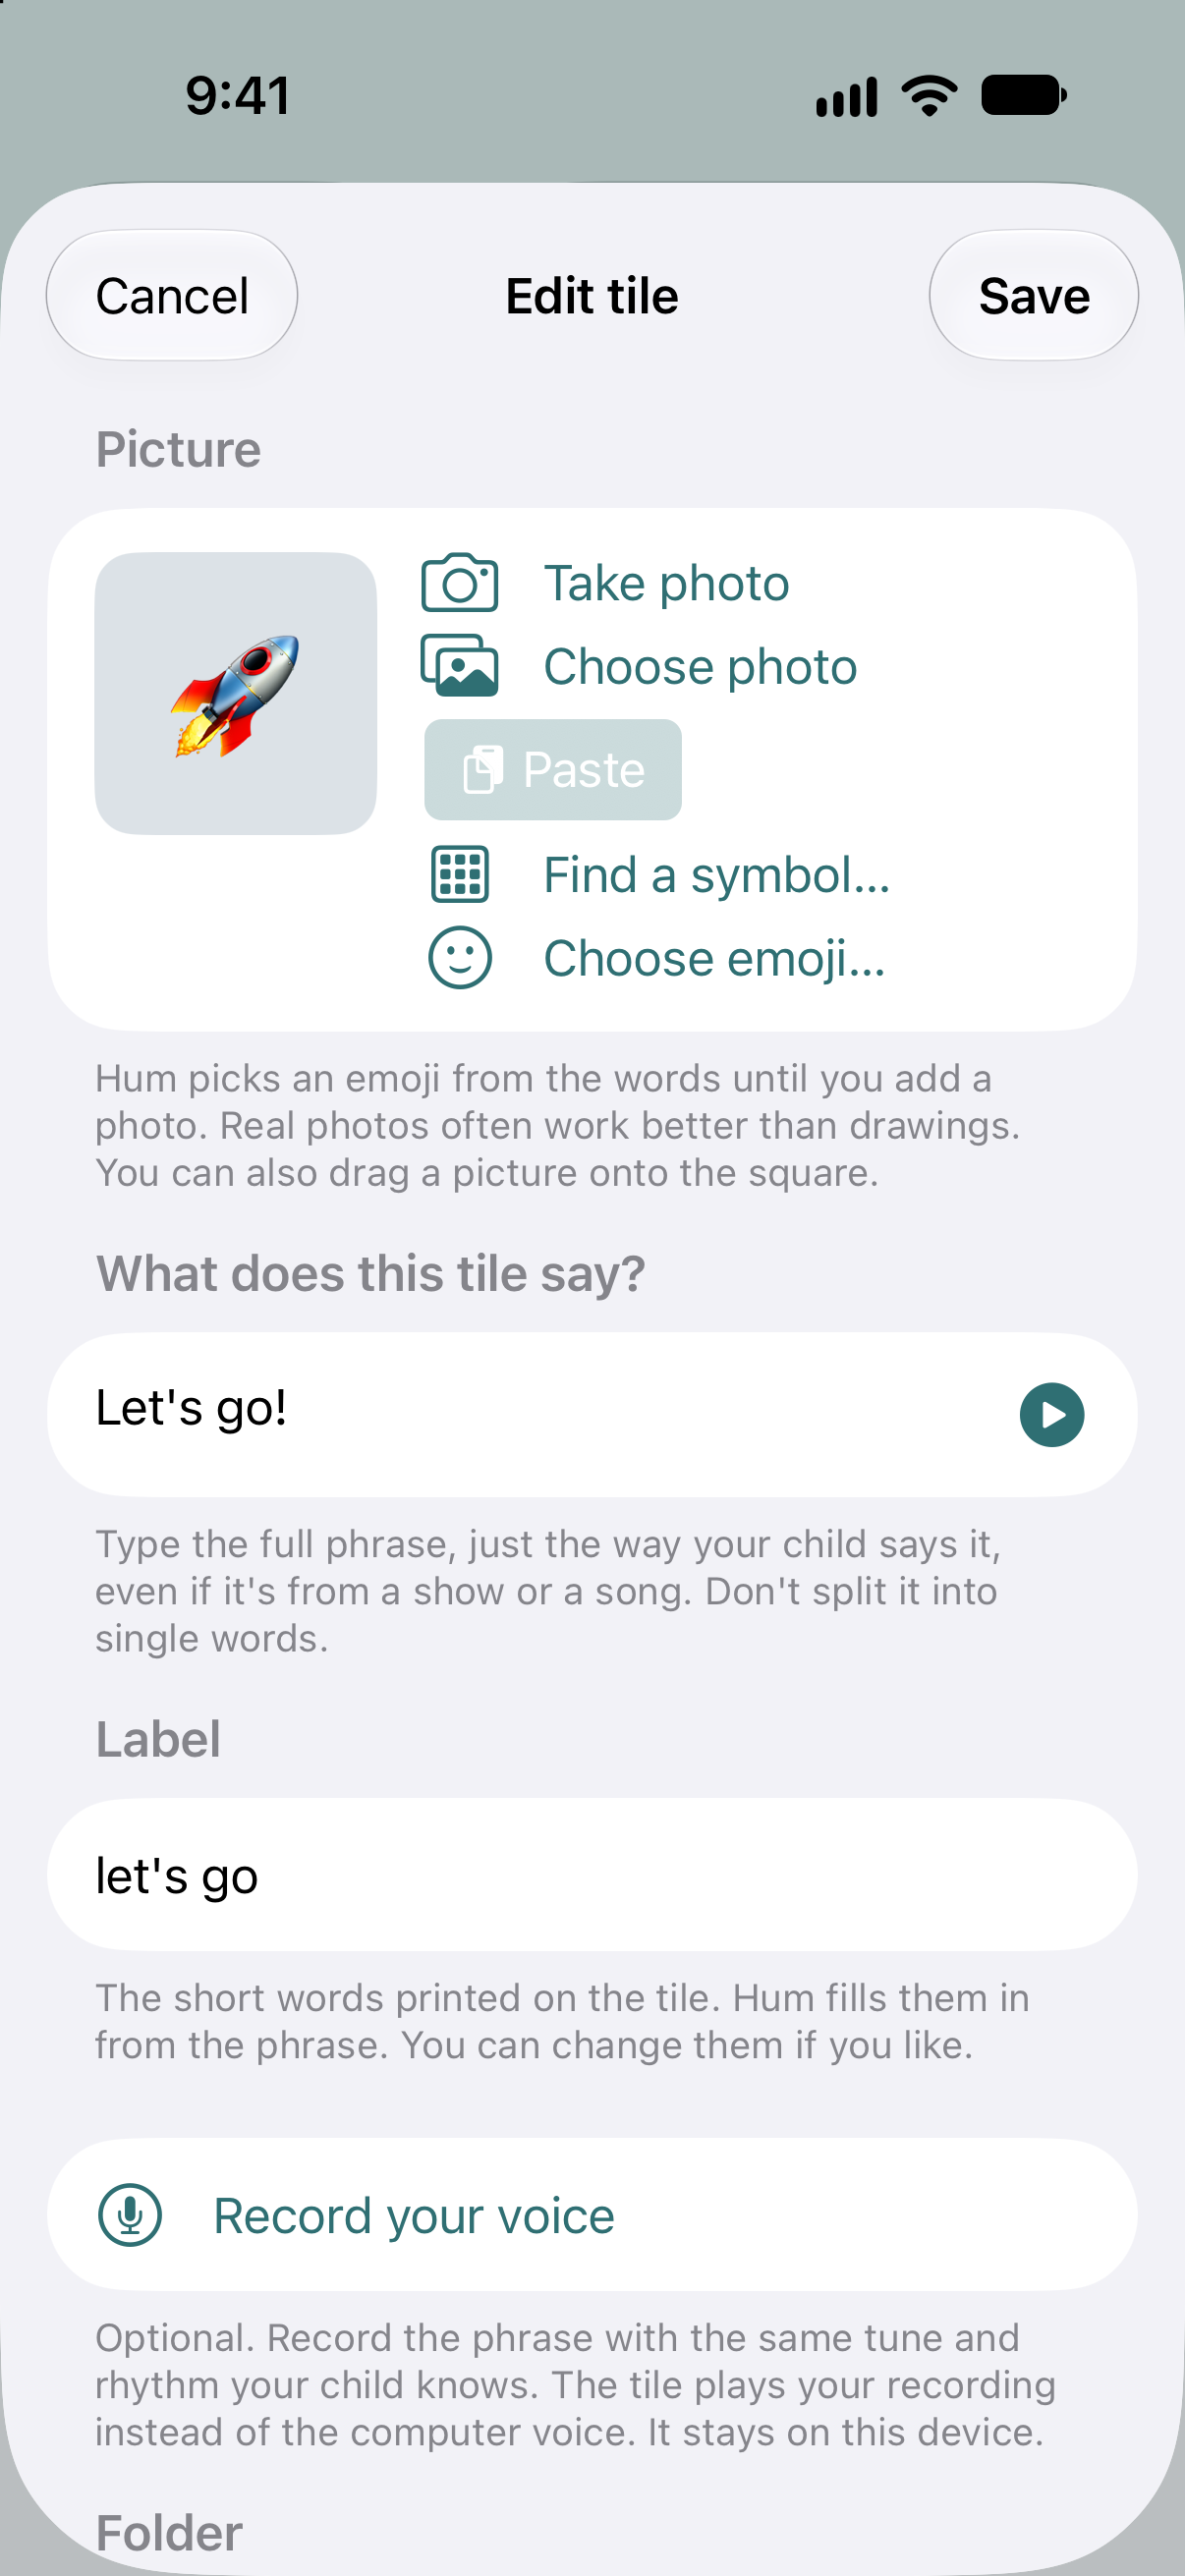 9:41
Cancel
Edit tile
Save
Picture
Take photo
Choose photo
Paste
Find a symbol...
Choose emoji...
Hum picks an emoji from the words until you add a
photo. Real photos often work better than drawings.
You can also drag a picture onto the square.
What does this tile say?
Let's go!
Type the full phrase, just the way your child says it,
even if it's from a show or a song. Don't split it into
single words.
Label
let's go
The short words printed on the tile. Hum fills them in
from the phrase. You can change them if you like.
Record your voice
Optional. Record the phrase with the same tune and
rhythm your child knows. The tile plays your recording
instead of the computer voice. It stays on this device.
Folder